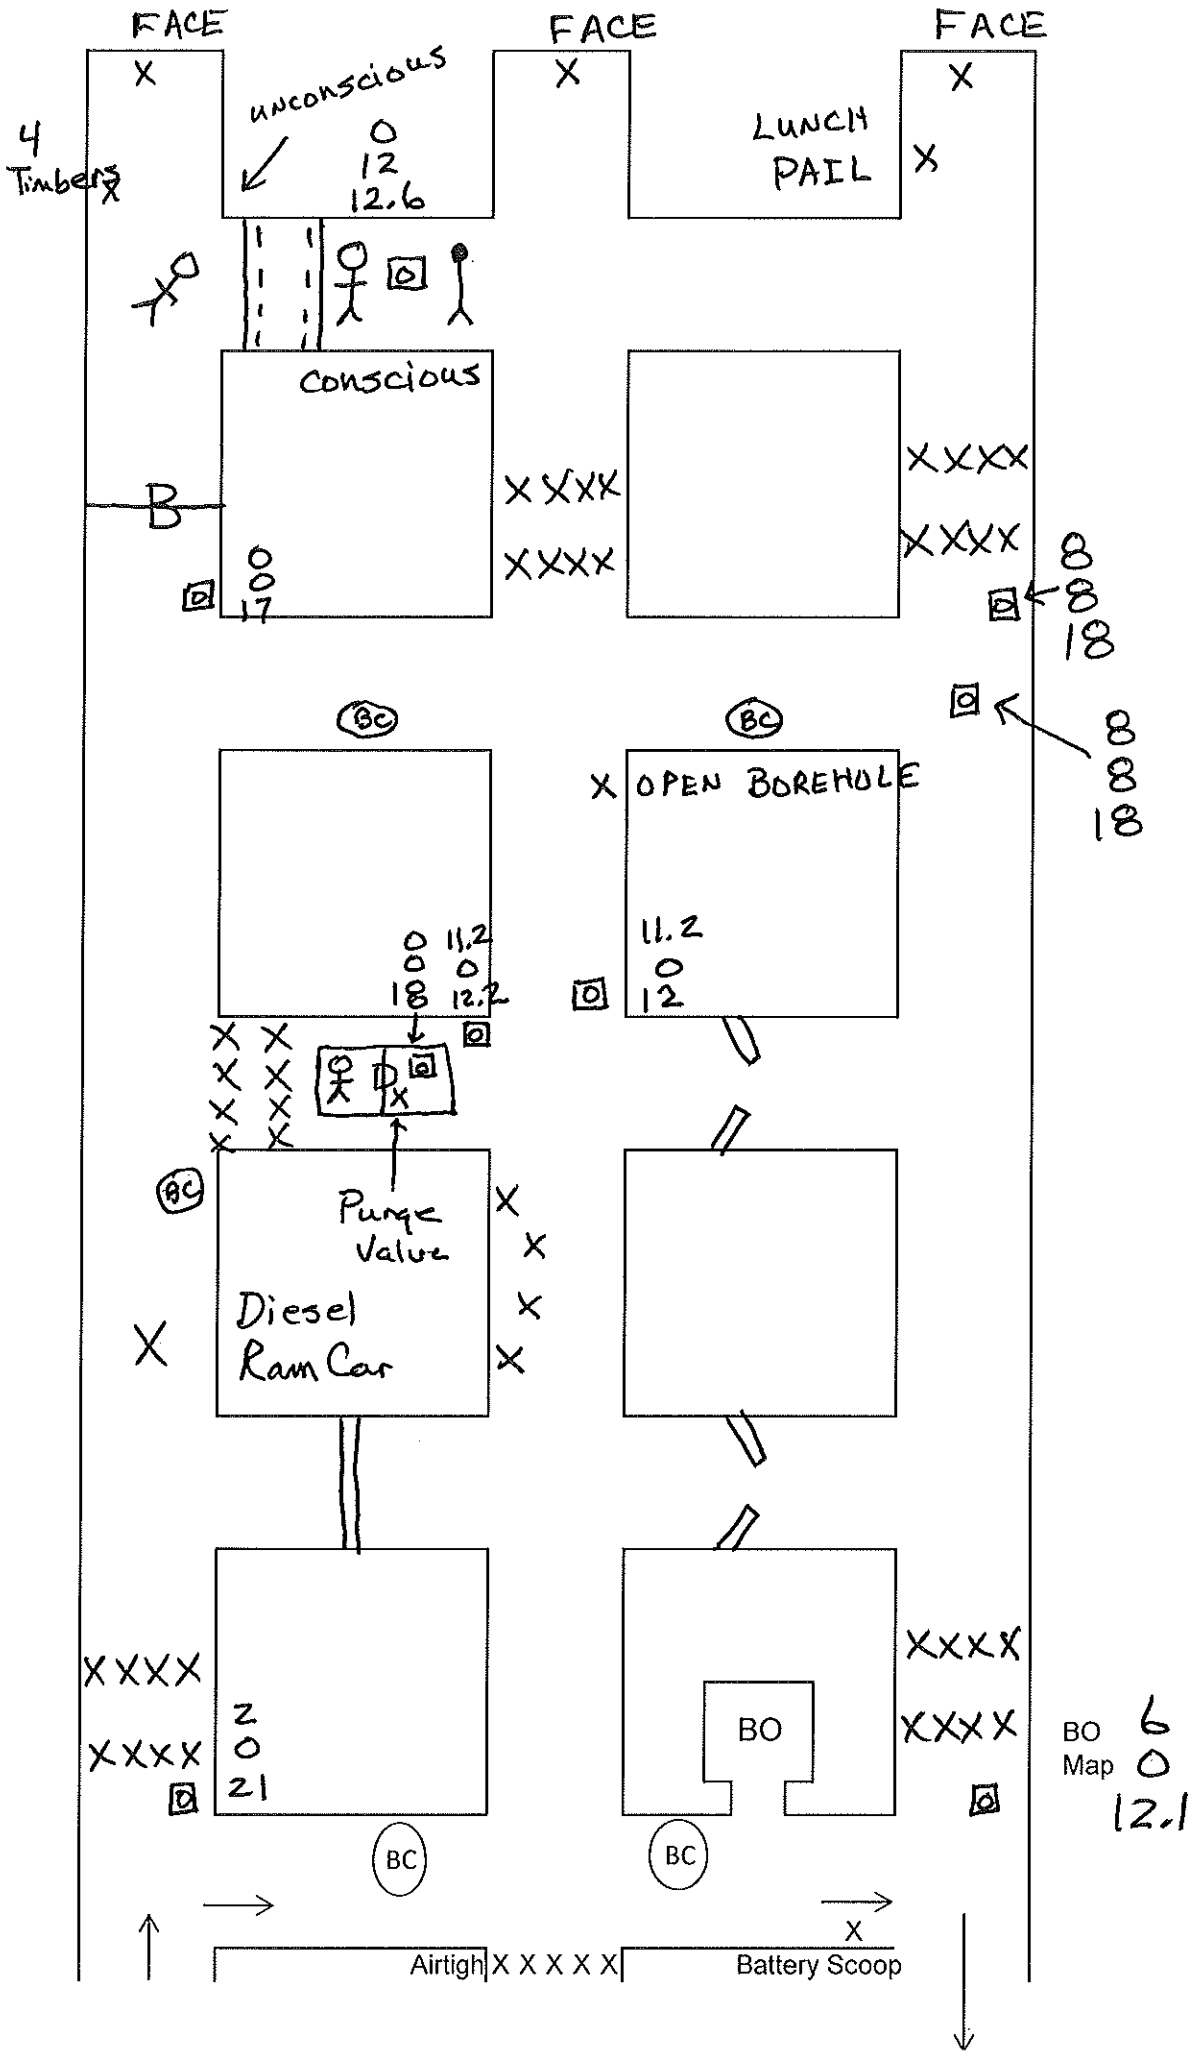 FACE
FACE
FACE
X
X
X
unconscious
4
Timbers
X
0
12
12.6
LUNCH
PAIL
X
Conscious
B
XXXX
XXXX
XXXX
XXXX
0
0
17
8
8
18
BC
BC
8
8
18
X OPEN BOREHOLE
0 11.2
0 0
18 12.2
11.2
0
12
X X
X X
X X
X X
D
X
BC
Purge
Value
X
X
X
X
X
Diesel
Ram Car
XXXX
XXXX
2
0
21
BO
XXXX
XXXX
BO 6
Map 0
12.1
BC
BC
X
Airtigh X X X X X
Battery Scoop